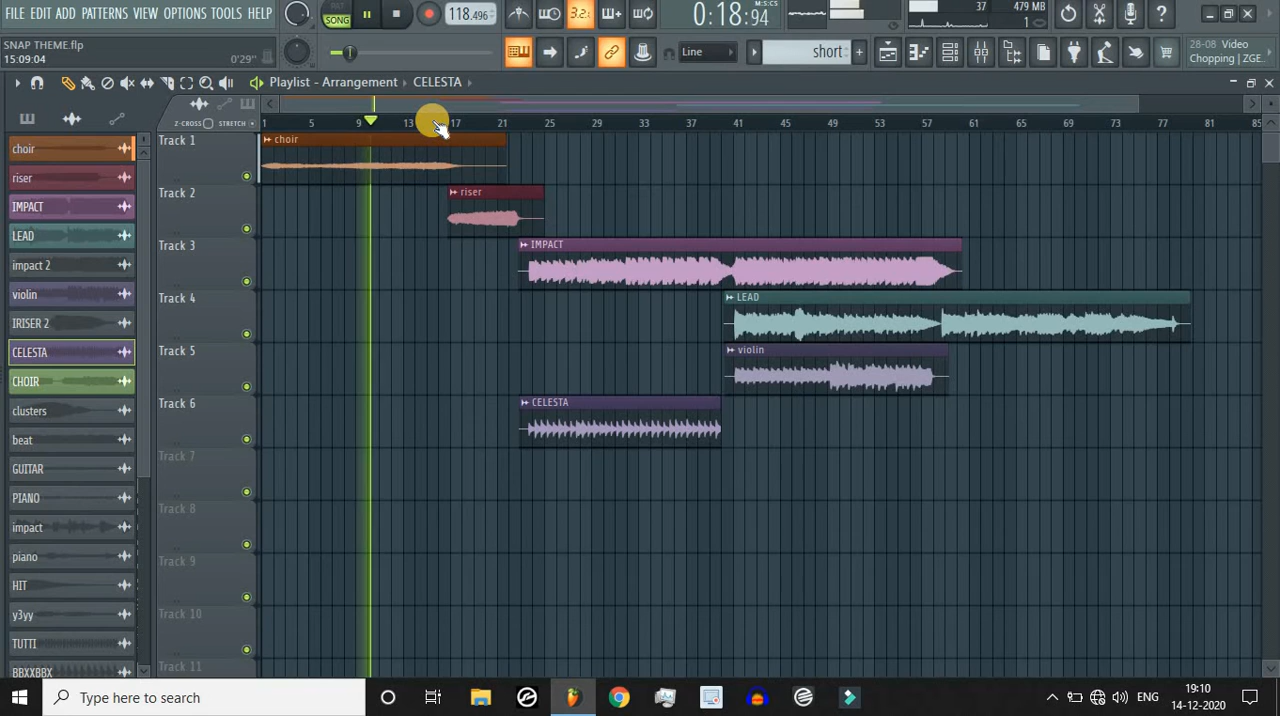 FILE EDIT ADD PATTERNS VIEW OPTIONS TOOLS HELP
PAT
SONG
118.496
3.2
0:18:94
M:S:CS
37
479 MB
1
SNAP THEME.flp
15:09:04
0'29"
Line
short
28-08 Video
Chopping | ZGE..
Playlist - Arrangement CELESTA
Z-CROSS STRETCH
1 5 9 13 17 21 25 29 33 37 41 45 49 53 57 61 65 69 73 77 81 85
choir
riser
IMPACT
LEAD
impact 2
violin
IRISER 2
CELESTA
CHOIR
clusters
beat
GUITAR
PIANO
impact
piano
HIT
y3yy
TUTTI
BBXXBBX
Track 1
choir
Track 2
riser
Track 3
IMPACT
Track 4
LEAD
Track 5
violin
Track 6
CELESTA
Track 7
Track 8
Track 9
Track 10
Track 11
Type here to search
ENG
19:10
14-12-2020